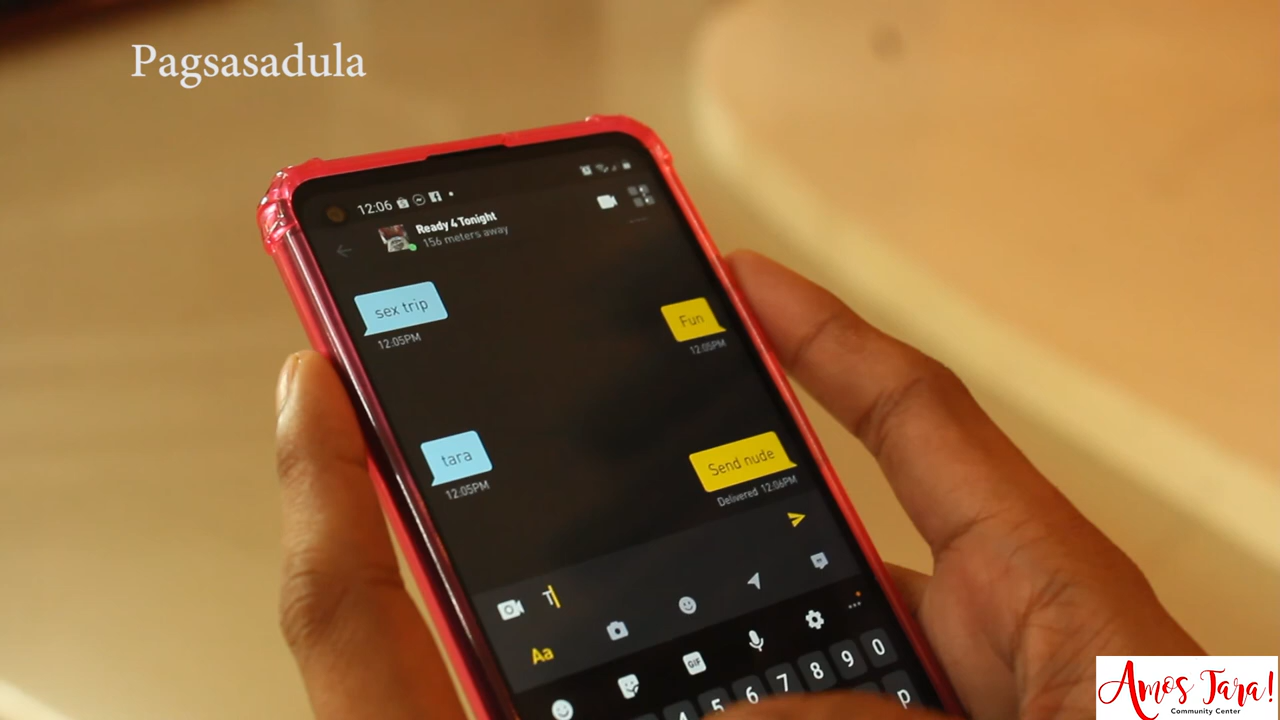 Pagsasadula
12:06
Ready 4 Tonight
156 meters away
sex trip
12:05PM
Fun
12:05PM
tara
12:05PM
Send nude
Delivered 12:06PM
T
Aa
GIF
4 5 6 7 8 9 0
p
Amos Tara!
Community Center